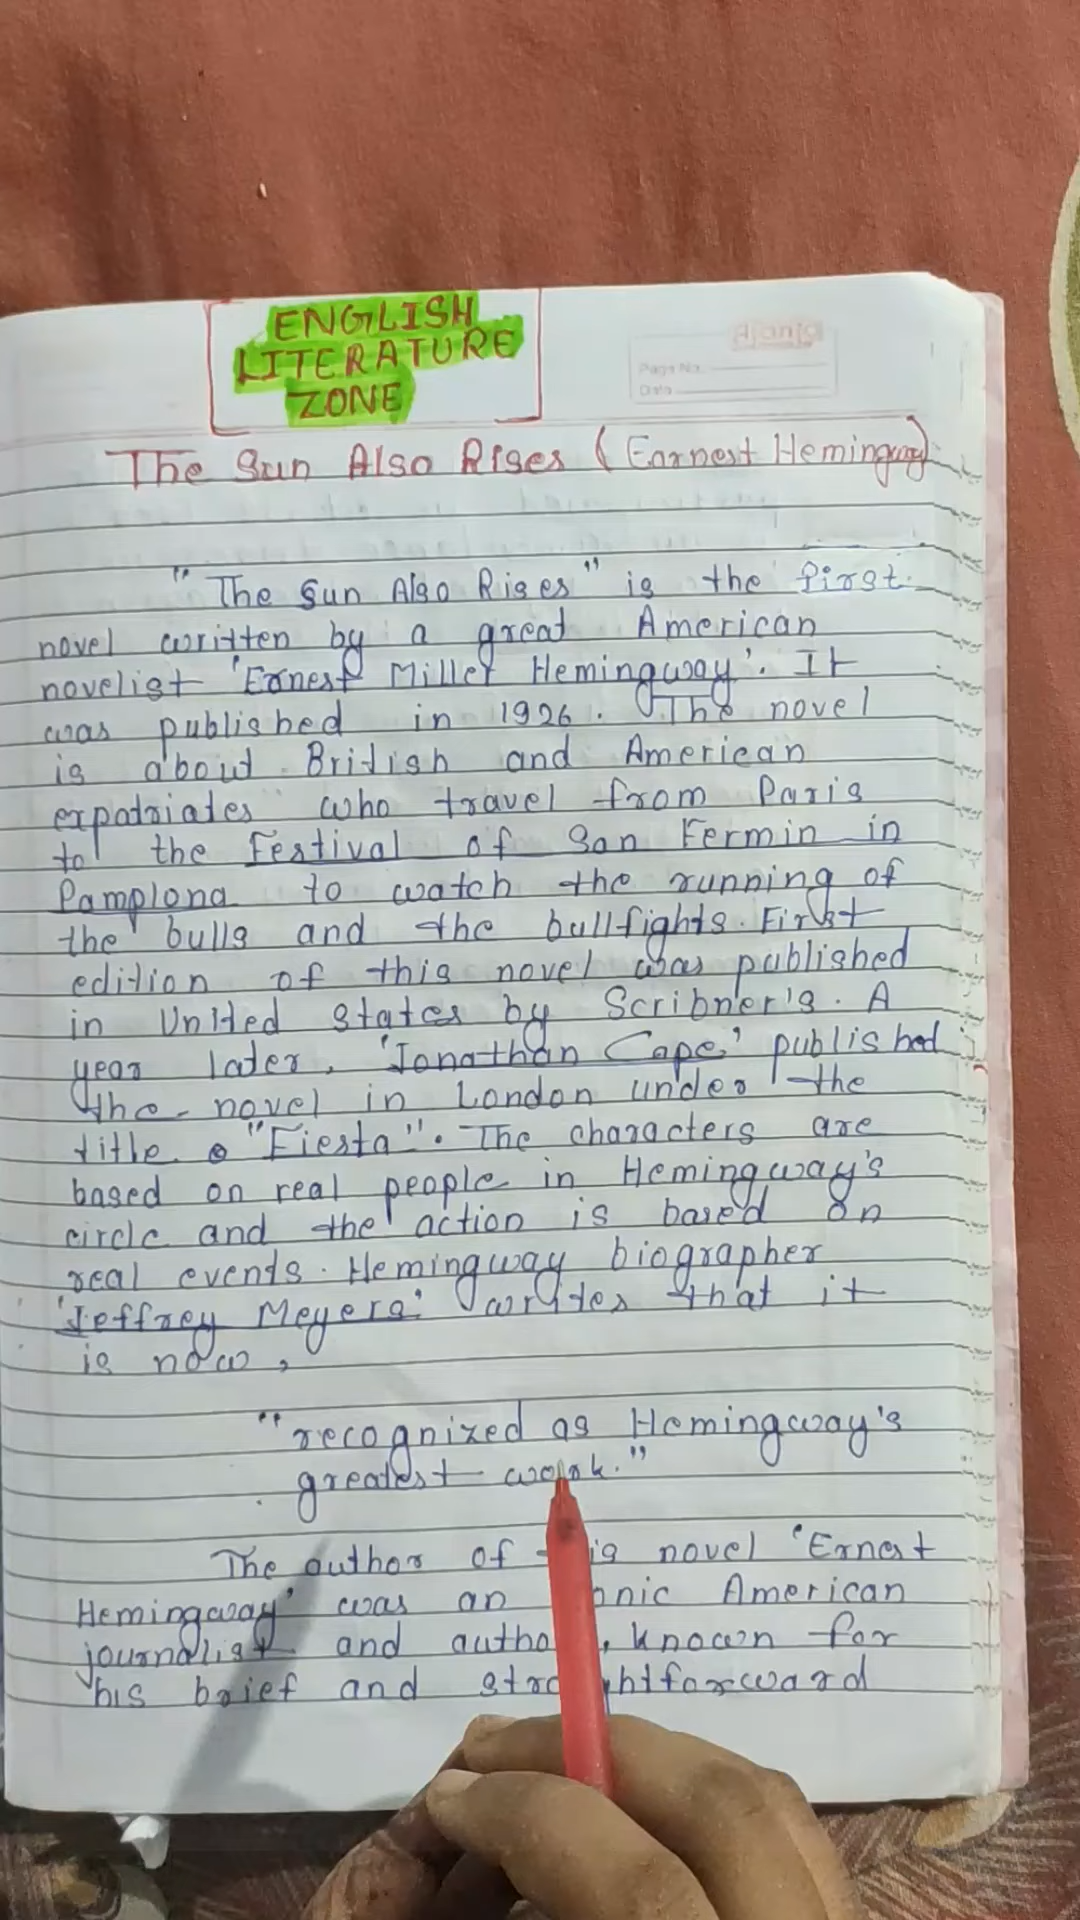 ENGLISH
LITERATURE
ZONE
Ajanta
Page No.
Date
The Sun Also Rises (Earnest Hemingway)
"The Sun Also Rises" is the first
novel written by a great American
novelist 'Ernest Miller Hemingway'. It
was published in 1926. The novel
is about British and American
expatriates who travel from Paris
to the Festival of San Fermin in
Pamplona to watch the running of
the bulls and the bullfights. First
edition of this novel was published
in United states by Scribner's. A
year later, 'Jonathan Cape,' published
the novel in London under the
title "Fiesta". The characters are
based on real people in Hemingway's
circle and the action is based on
real events. Hemingway biographer
'Jeffrey Meyers' writes that it
is now,
"recognized as Hemingway's
greatest work."
The author of novel 'Ernest
Hemingway' was an American
journalist and known for
his brief and